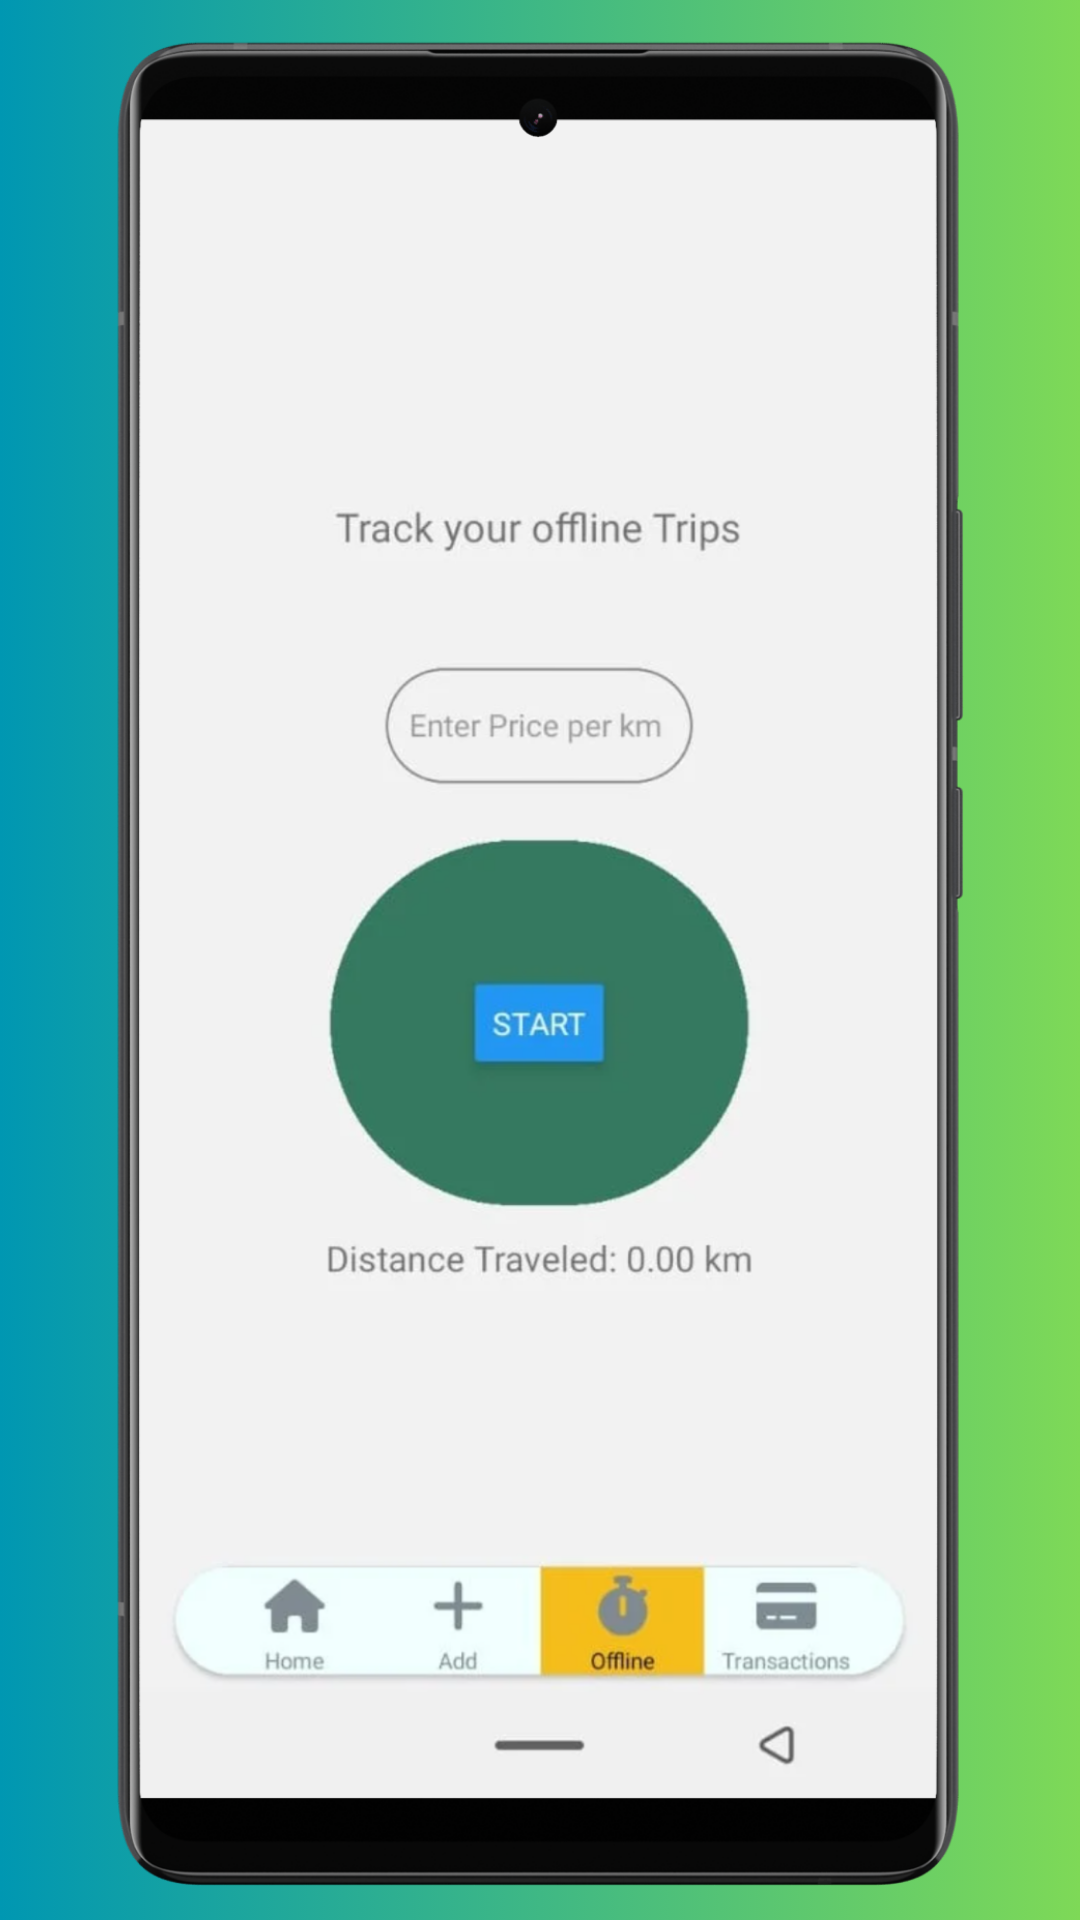 Track your offline Trips
Enter Price per km
START
Distance Traveled: 0.00 km
Home
Add
Offline
Transactions